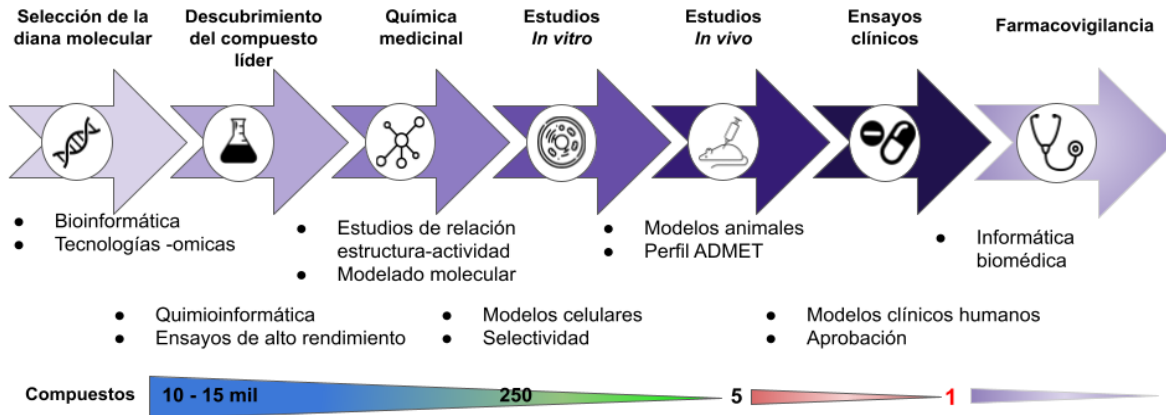 Selección de la
diana molecular
Descubrimiento
del compuesto
líder
Química
medicinal
Estudios
In vitro
Estudios
In vivo
Ensayos
clínicos
Farmacovigilancia
● Bioinformática
● Tecnologías -omicas
● Estudios de relación
estructura-actividad
● Modelado molecular
● Modelos animales
● Perfil ADMET
● Informática
biomédica
● Quimioinformática
● Ensayos de alto rendimiento
● Modelos celulares
● Selectividad
● Modelos clínicos humanos
● Aprobación
Compuestos 10 - 15 mil 250 5 1